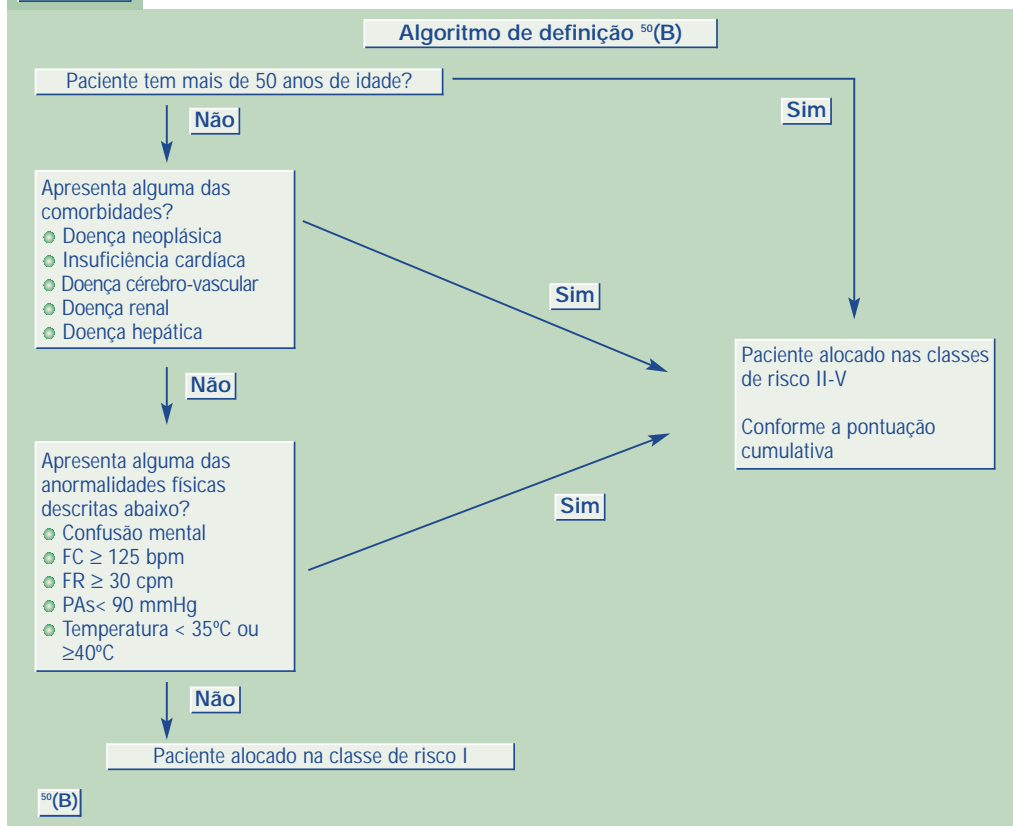 Algoritmo de definição ⁵⁰(B)
Paciente tem mais de 50 anos de idade?
Não
Sim
Apresenta alguma das
comorbidades?
Doença neoplásica
Insuficiência cardíaca
Doença cérebro-vascular
Doença renal
Doença hepática
Sim
Não
Paciente alocado nas classes
de risco II-V
Conforme a pontuação
cumulativa
Apresenta alguma das
anormalidades físicas
descritas abaixo?
Confusão mental
FC ≥ 125 bpm
FR ≥ 30 cpm
PAs< 90 mmHg
Temperatura < 35ºC ou
≥40ºC
Sim
Não
Paciente alocado na classe de risco I
⁵⁰(B)